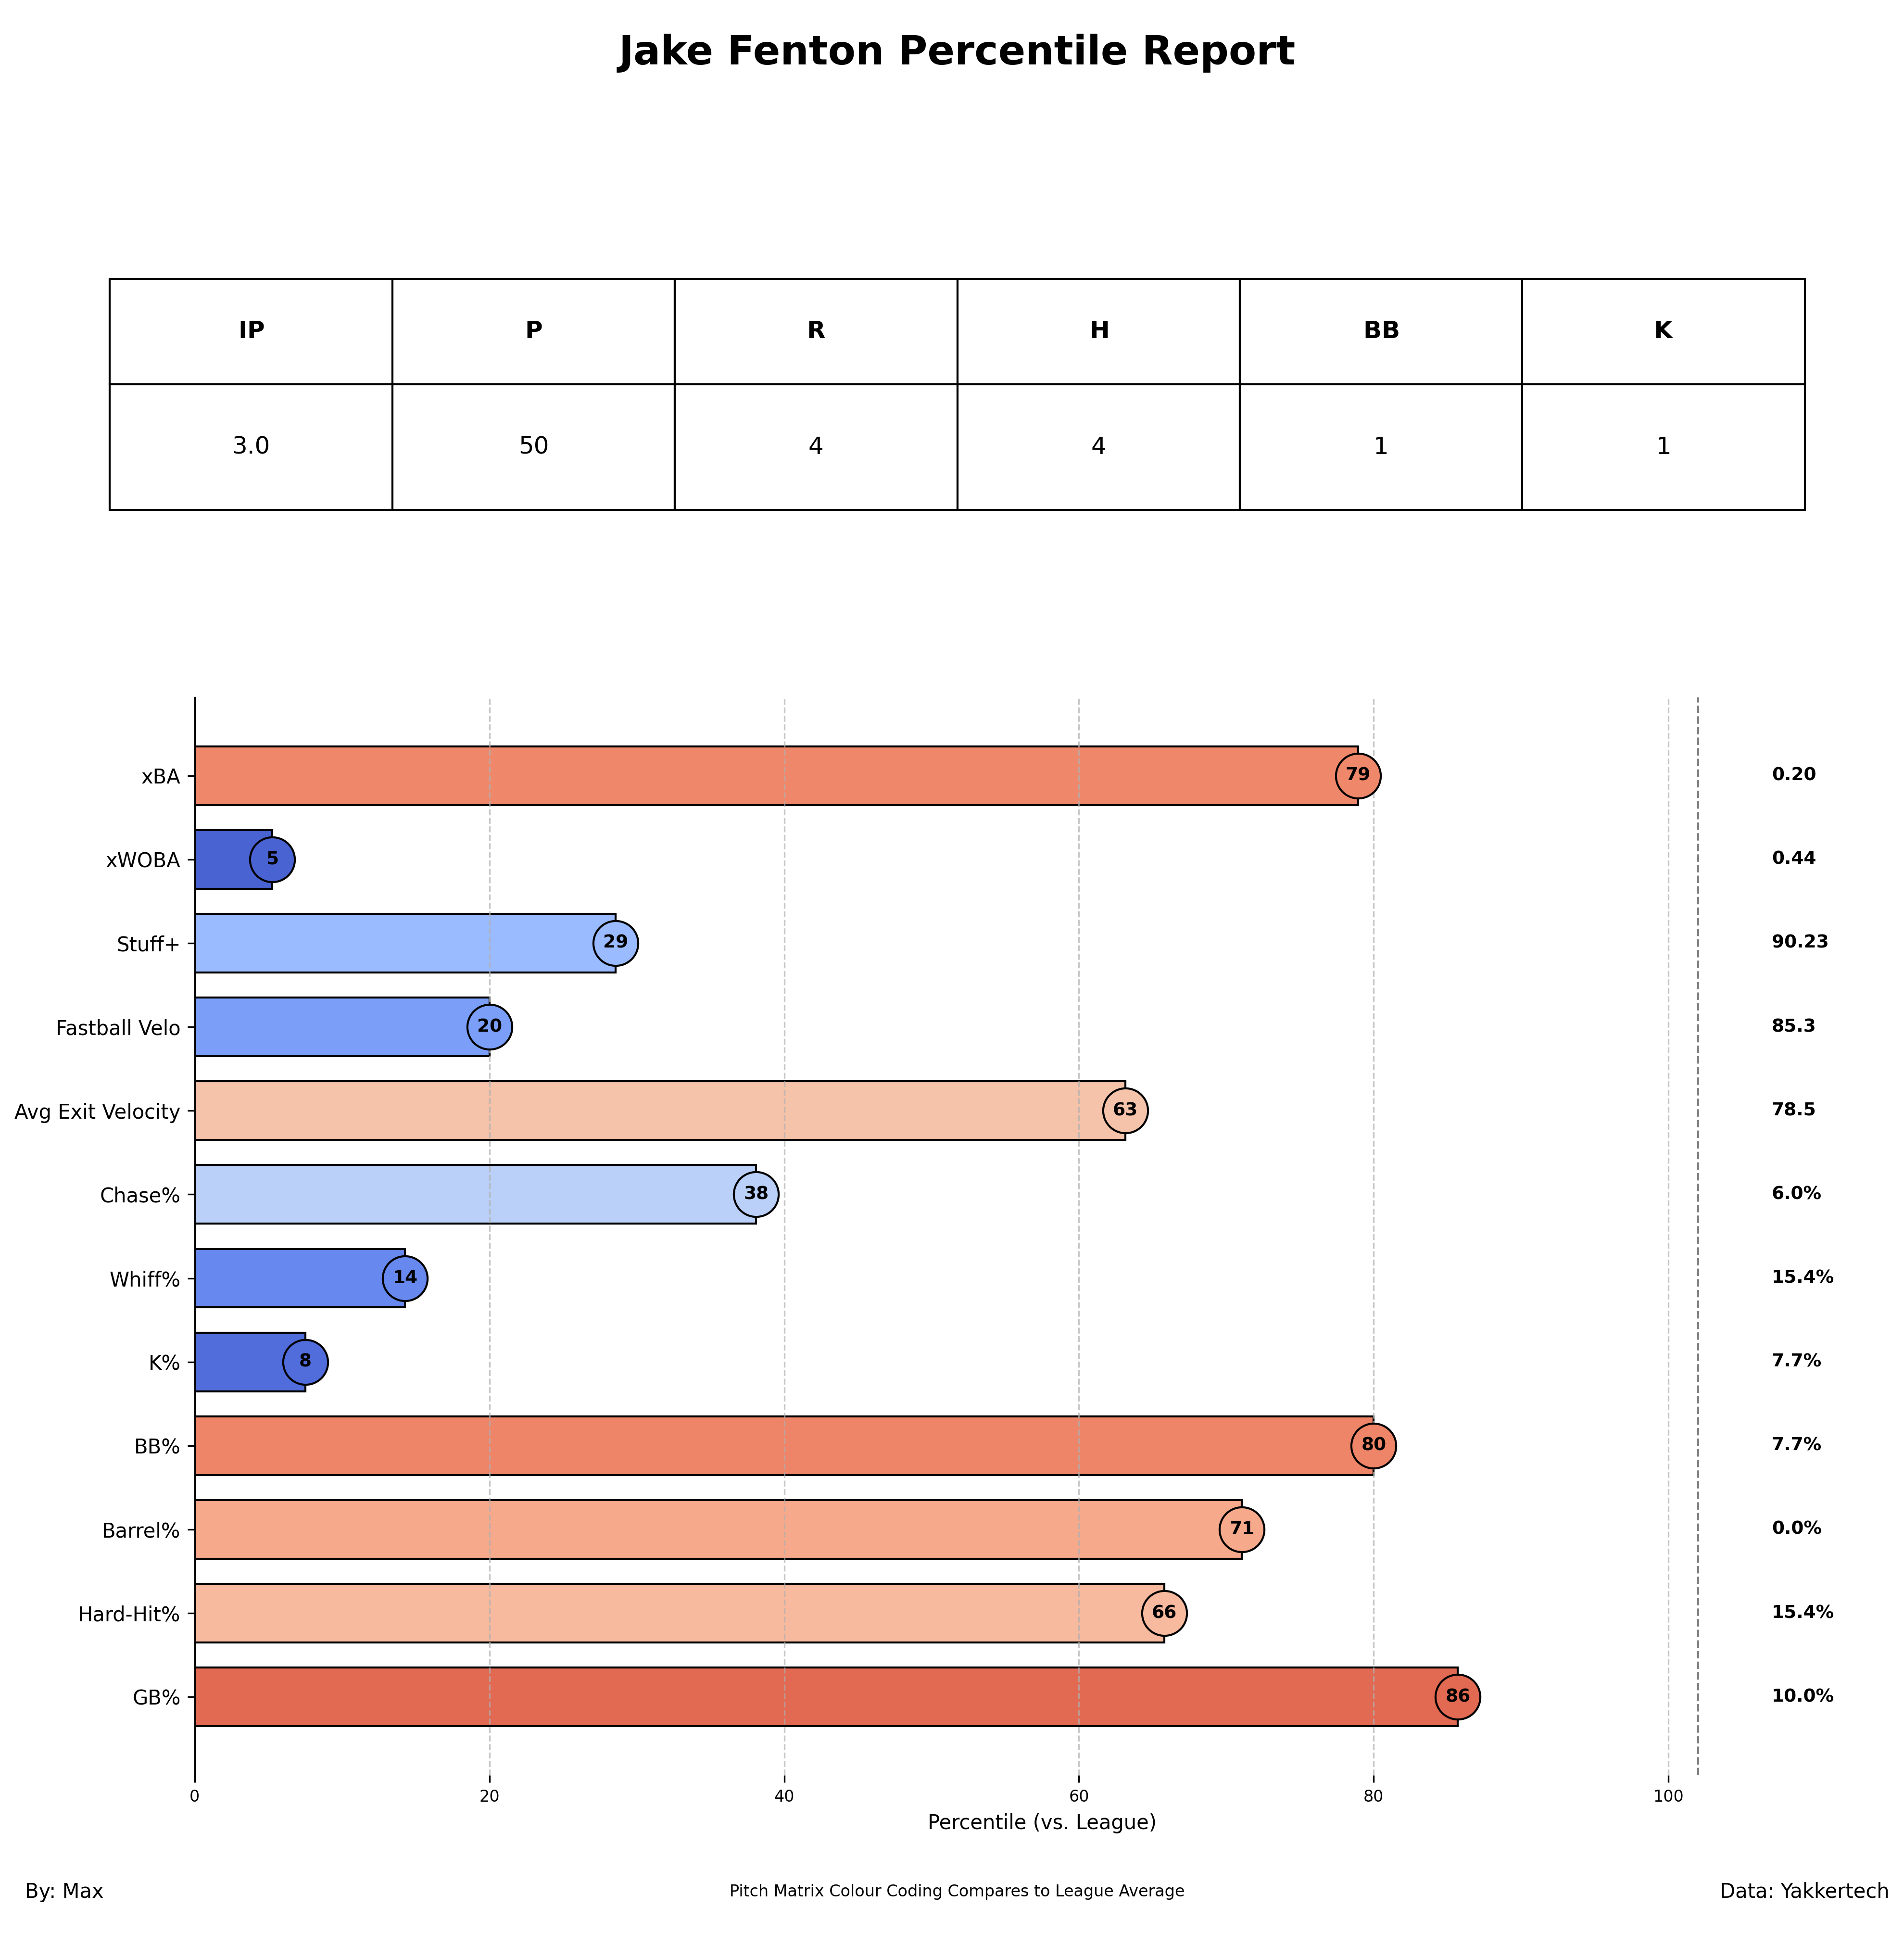 Jake Fenton Percentile Report
IP P R H BB K
3.0 50 4 4 1 1
xBA 79 0.20
xWOBA 5 0.44
Stuff+ 29 90.23
Fastball Velo 20 85.3
Avg Exit Velocity 63 78.5
Chase% 38 6.0%
Whiff% 14 15.4%
K% 8 7.7%
BB% 80 7.7%
Barrel% 71 0.0%
Hard-Hit% 66 15.4%
GB% 86 10.0%
0 20 40 60 80 100
Percentile (vs. League)
By: Max Pitch Matrix Colour Coding Compares to League Average Data: Yakkertech